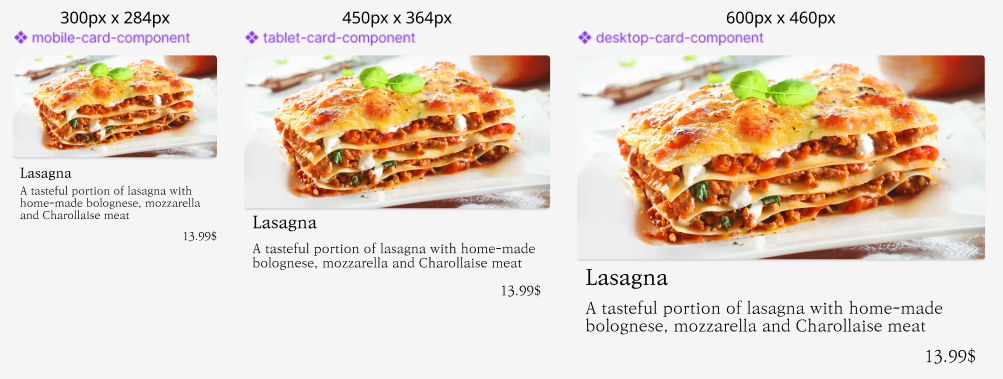 300px x 284px
mobile-card-component
Lasagna
A tasteful portion of lasagna with
home-made bolognese, mozzarella
and Charollaise meat
13.99$
450px x 364px
tablet-card-component
Lasagna
A tasteful portion of lasagna with home-made
bolognese, mozzarella and Charollaise meat
13.99$
600px x 460px
desktop-card-component
Lasagna
A tasteful portion of lasagna with home-made
bolognese, mozzarella and Charollaise meat
13.99$